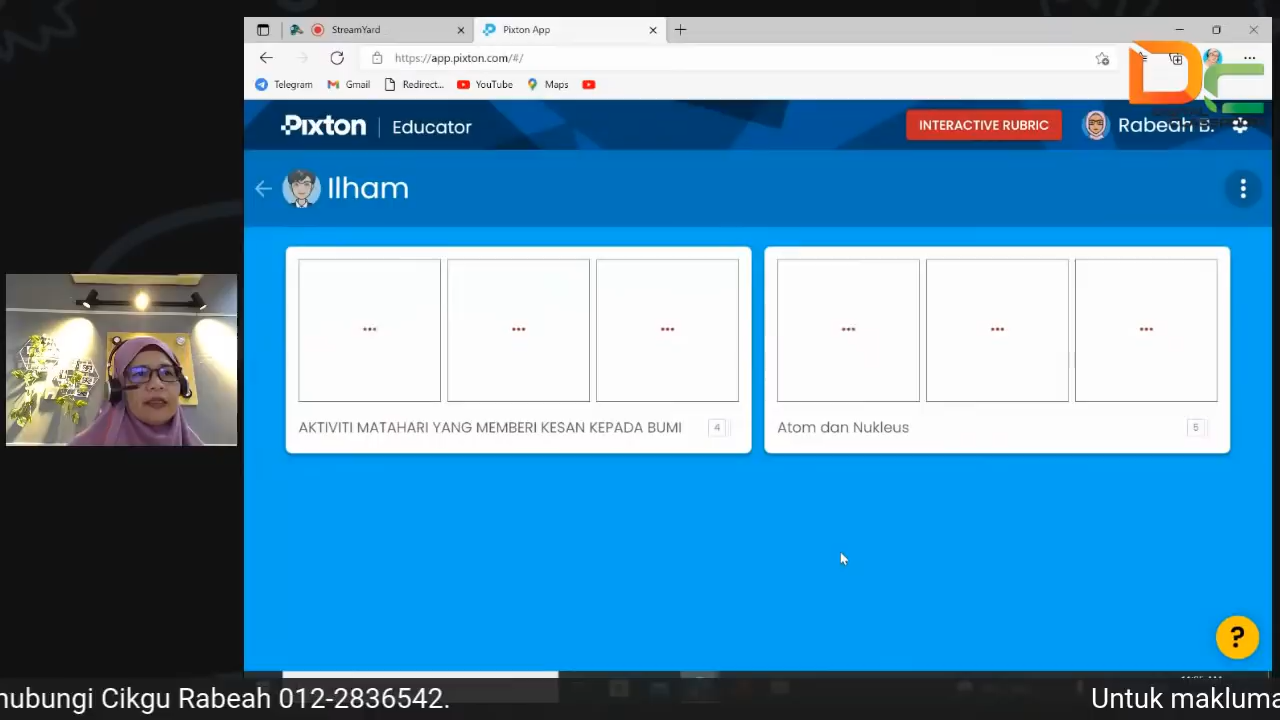 StreamYard
Pixton App
https://app.pixton.com/#/
Telegram
Gmail
Redirect...
YouTube
Maps
DE
Pixton
Educator
INTERACTIVE RUBRIC
Rabeah B.
Ilham
AKTIVITI MATAHARI YANG MEMBERI KESAN KEPADA BUMI
4
Atom dan Nukleus
5
?
hubungi Cikgu Rabeah 012-2836542.
Untuk makluma